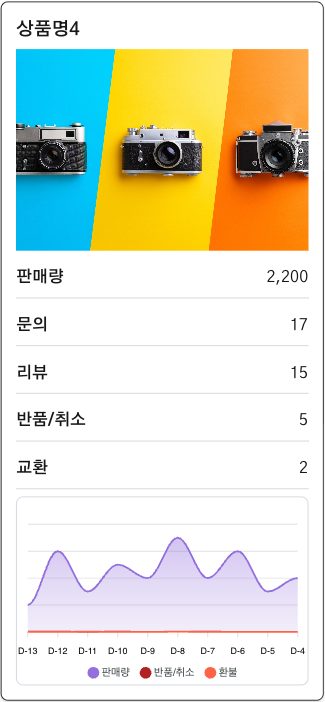 상품명4
판매량 2,200
문의 17
리뷰 15
반품/취소 5
교환 2
D-13 D-12 D-11 D-10 D-9 D-8 D-7 D-6 D-5 D-4
판매량 반품/취소 환불